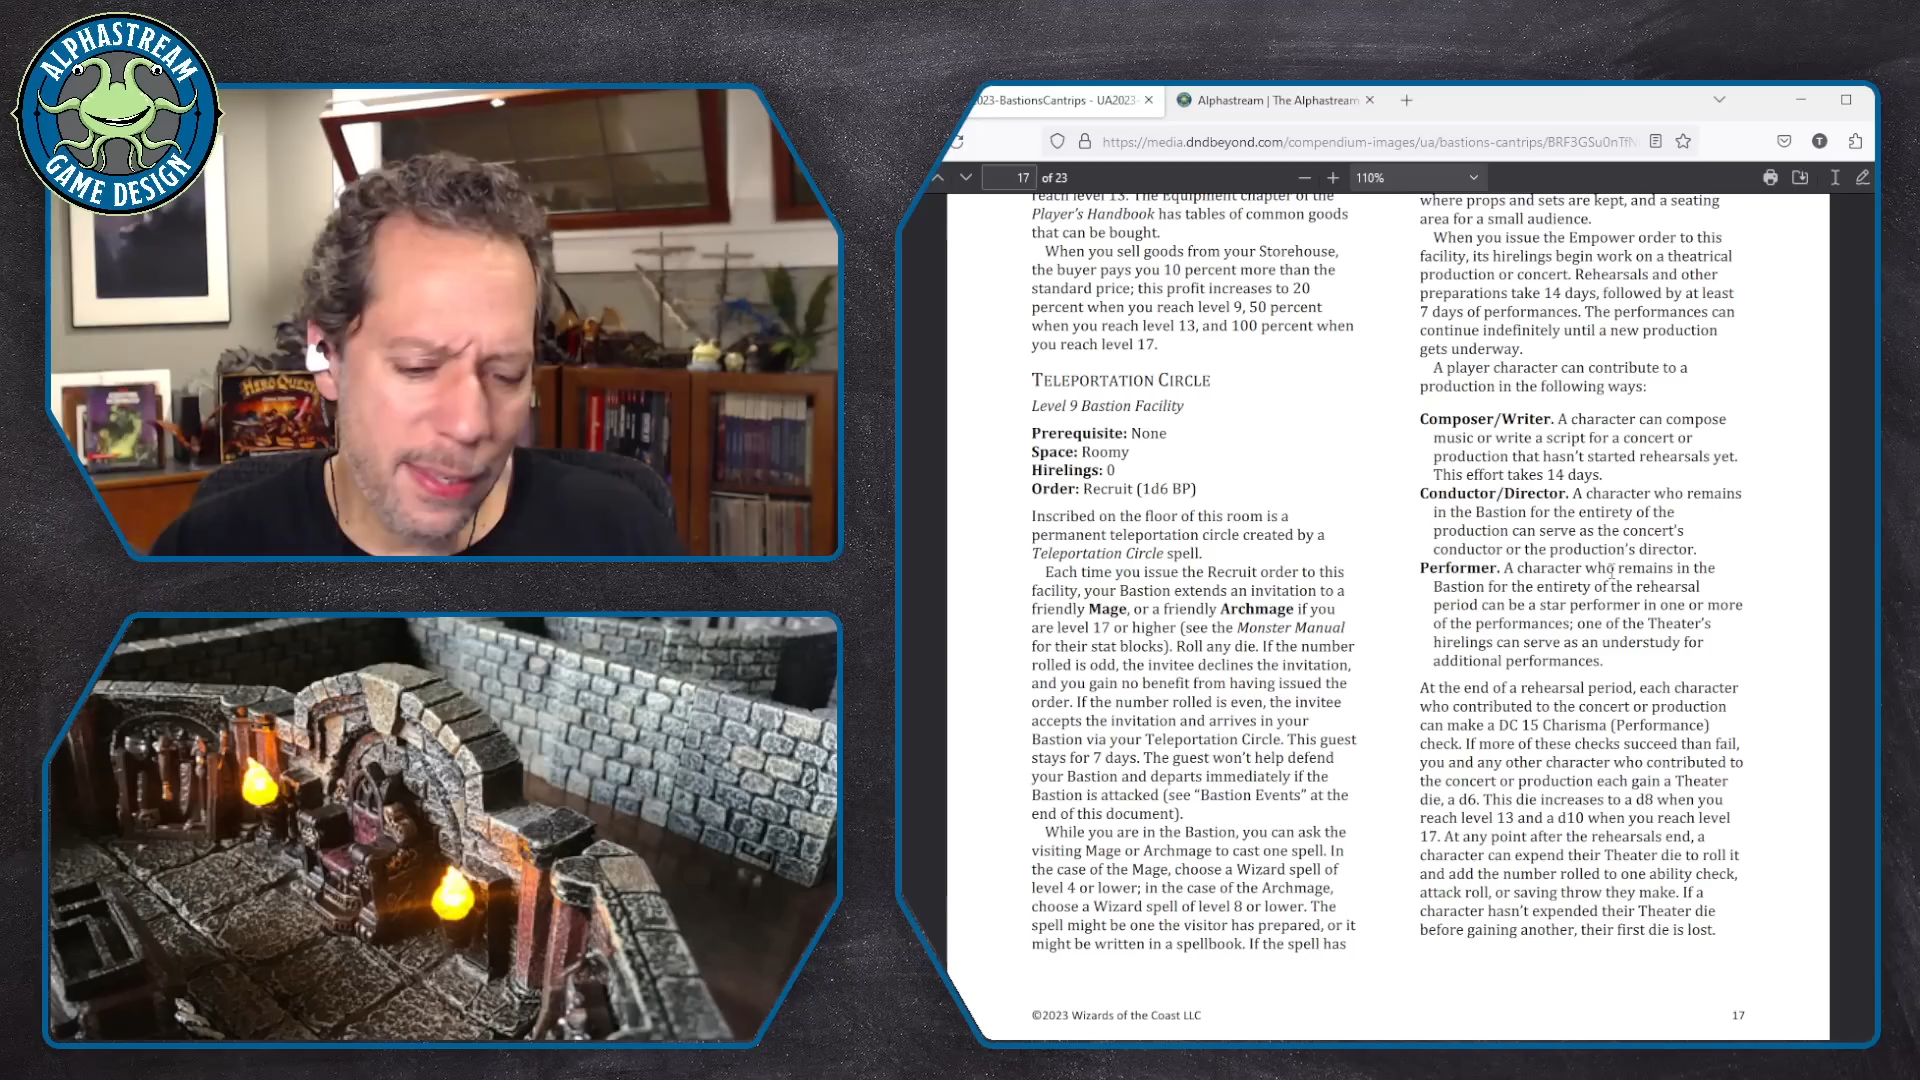 ALPHASTREAM
GAME DESIGN
HEROQUEST
2023-BastionsCantrips - UA2023-
Alphastream | The Alphastream
https://media.dndbeyond.com/compendium-images/ua/bastions-cantrips/BRF3GSu0nTfN
17 of 23
110%
reach level 13. The Equipment chapter of the
Player's Handbook has tables of common goods
that can be bought.
When you sell goods from your Storehouse,
the buyer pays you 10 percent more than the
standard price; this profit increases to 20
percent when you reach level 9, 50 percent
when you reach level 13, and 100 percent when
you reach level 17.
TELEPORTATION CIRCLE
Level 9 Bastion Facility
Prerequisite: None
Space: Roomy
Hirelings: 0
Order: Recruit (1d6 BP)
Inscribed on the floor of this room is a
permanent teleportation circle created by a
Teleportation Circle spell.
Each time you issue the Recruit order to this
facility, your Bastion extends an invitation to a
friendly Mage, or a friendly Archmage if you
are level 17 or higher (see the Monster Manual
for their stat blocks). Roll any die. If the number
rolled is odd, the invitee declines the invitation,
and you gain no benefit from having issued the
order. If the number rolled is even, the invitee
accepts the invitation and arrives in your
Bastion via your Teleportation Circle. This guest
stays for 7 days. The guest won't help defend
your Bastion and departs immediately if the
Bastion is attacked (see "Bastion Events" at the
end of this document).
While you are in the Bastion, you can ask the
visiting Mage or Archmage to cast one spell. In
the case of the Mage, choose a Wizard spell of
level 4 or lower; in the case of the Archmage,
choose a Wizard spell of level 8 or lower. The
spell might be one the visitor has prepared, or it
might be written in a spellbook. If the spell has
where props and sets are kept, and a seating
area for a small audience.
When you issue the Empower order to this
facility, its hirelings begin work on a theatrical
production or concert. Rehearsals and other
preparations take 14 days, followed by at least
7 days of performances. The performances can
continue indefinitely until a new production
gets underway.
A player character can contribute to a
production in the following ways:
Composer/Writer. A character can compose
music or write a script for a concert or
production that hasn't started rehearsals yet.
This effort takes 14 days.
Conductor/Director. A character who remains
in the Bastion for the entirety of the
production can serve as the concert's
conductor or the production's director.
Performer. A character who remains in the
Bastion for the entirety of the rehearsal
period can be a star performer in one or more
of the performances; one of the Theater's
hirelings can serve as an understudy for
additional performances.
At the end of a rehearsal period, each character
who contributed to the concert or production
can make a DC 15 Charisma (Performance)
check. If more of these checks succeed than fail,
you and any other character who contributed to
the concert or production each gain a Theater
die, a d6. This die increases to a d8 when you
reach level 13 and a d10 when you reach level
17. At any point after the rehearsals end, a
character can expend their Theater die to roll it
and add the number rolled to one ability check,
attack roll, or saving throw they make. If a
character hasn't expended their Theater die
before gaining another, their first die is lost.
©2023 Wizards of the Coast LLC
17